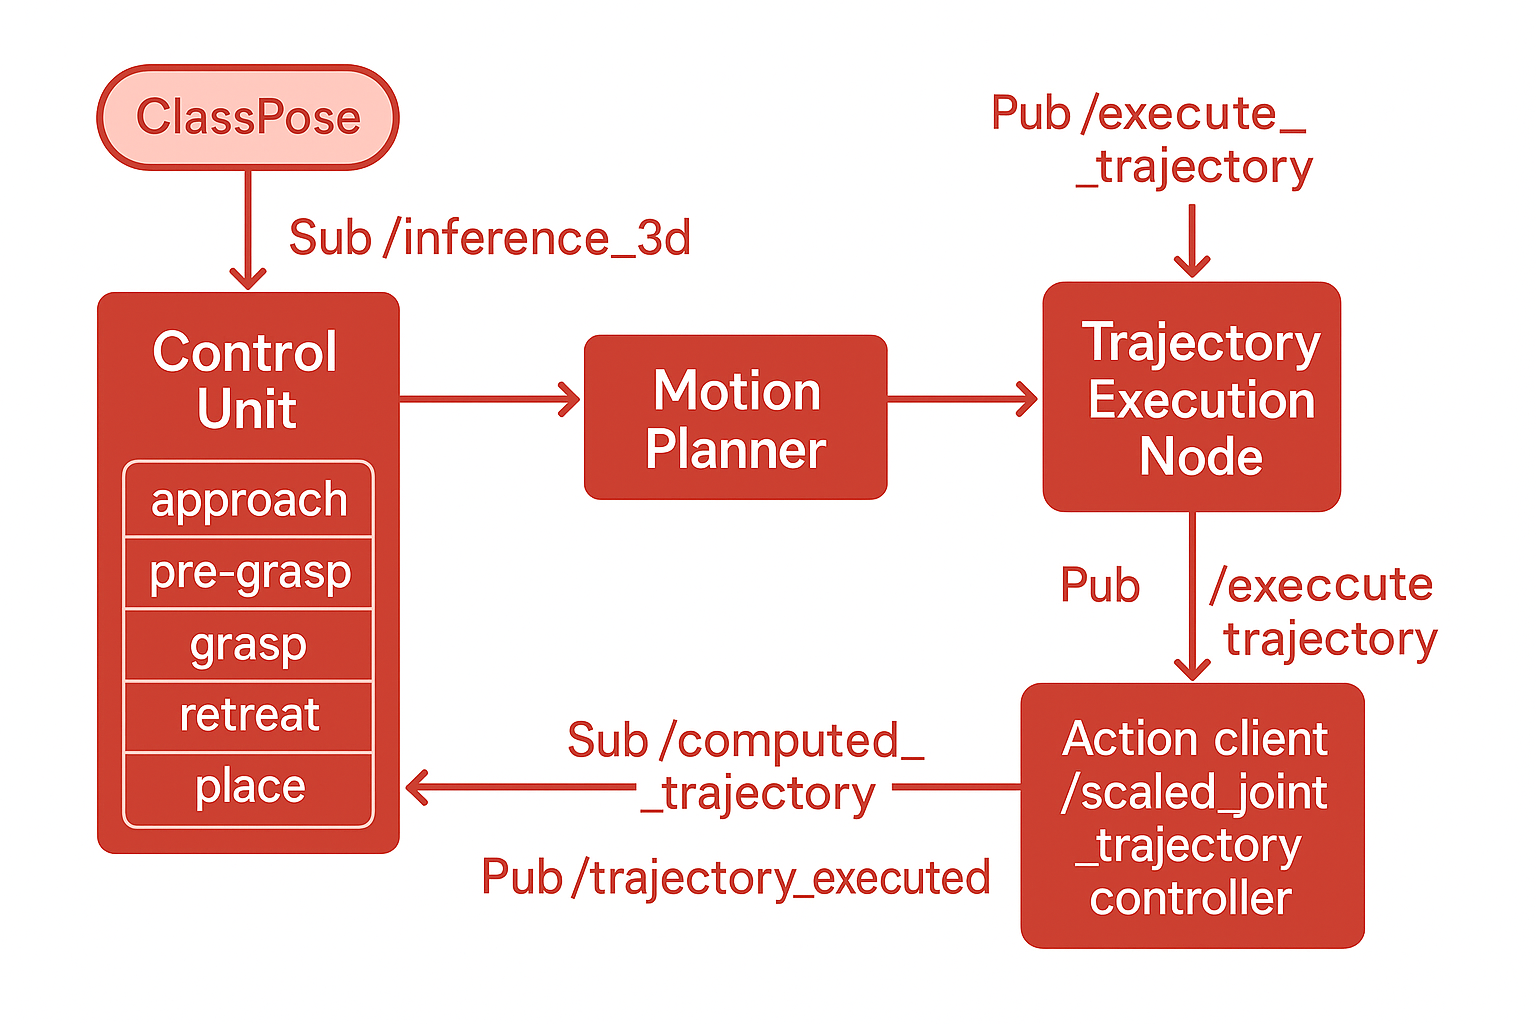 ClassPose
Sub /inference_3d
Control
Unit
approach
pre-grasp
grasp
retreat
place
Motion
Planner
Pub /execute_
_trajectory
Trajectory
Execution
Node
Pub /execcute
trajectory
Action client
/scaled_joint
_trajectory
controller
Sub /computed_
_trajectory
Pub /trajectory_executed